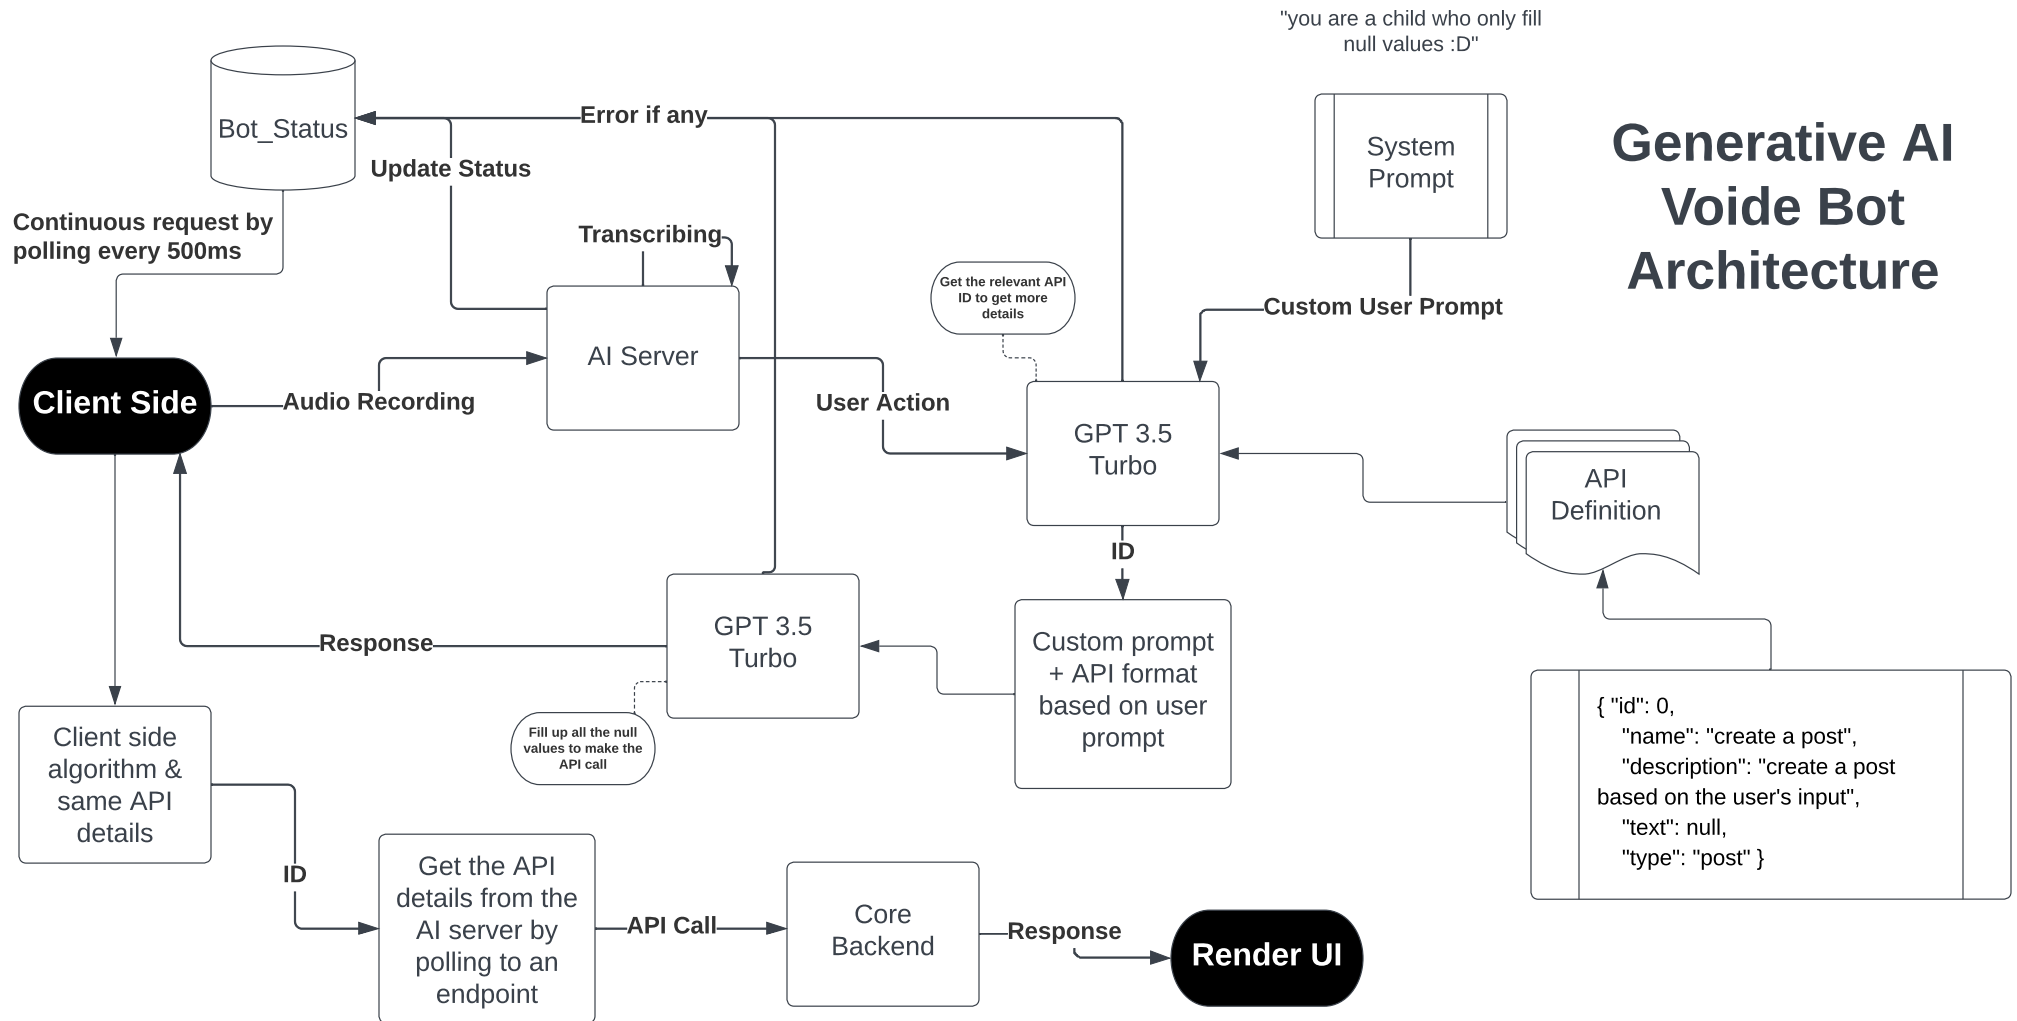 "you are a child who only fill
null values :D"
Generative AI
Voide Bot
Architecture
System
Prompt
Bot_Status
Error if any
Update Status
Continuous request by
polling every 500ms
Transcribing
Get the relevant API
ID to get more
details
Custom User Prompt
AI Server
Client Side
Audio Recording
User Action
GPT 3.5
Turbo
API
Definition
ID
GPT 3.5
Turbo
Response
Custom prompt
+ API format
based on user
prompt
Fill up all the null
values to make the
API call
{ "id": 0,
"name": "create a post",
"description": "create a post
based on the user's input",
"text": null,
"type": "post" }
Client side
algorithm &
same API
details
ID
Get the API
details from the
AI server by
polling to an
endpoint
API Call
Core
Backend
Response
Render UI